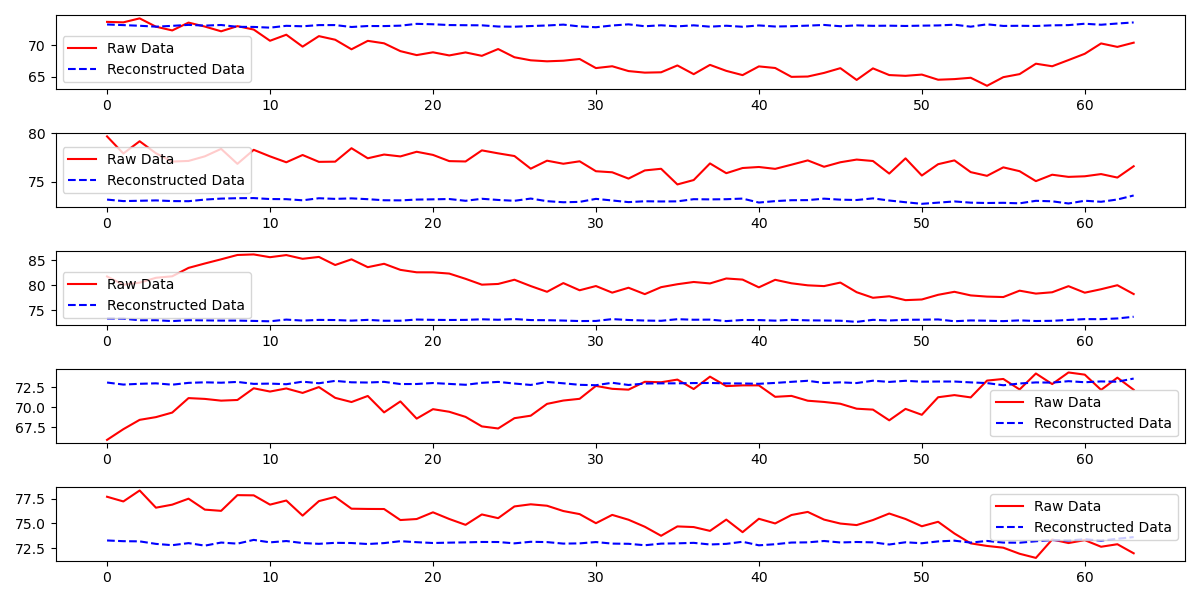 70
65
Raw Data
Reconstructed Data
0 10 20 30 40 50 60
80
75
Raw Data
Reconstructed Data
0 10 20 30 40 50 60
85
80
75
Raw Data
Reconstructed Data
0 10 20 30 40 50 60
72.5
70.0
67.5
Raw Data
Reconstructed Data
0 10 20 30 40 50 60
77.5
75.0
72.5
Raw Data
Reconstructed Data
0 10 20 30 40 50 60